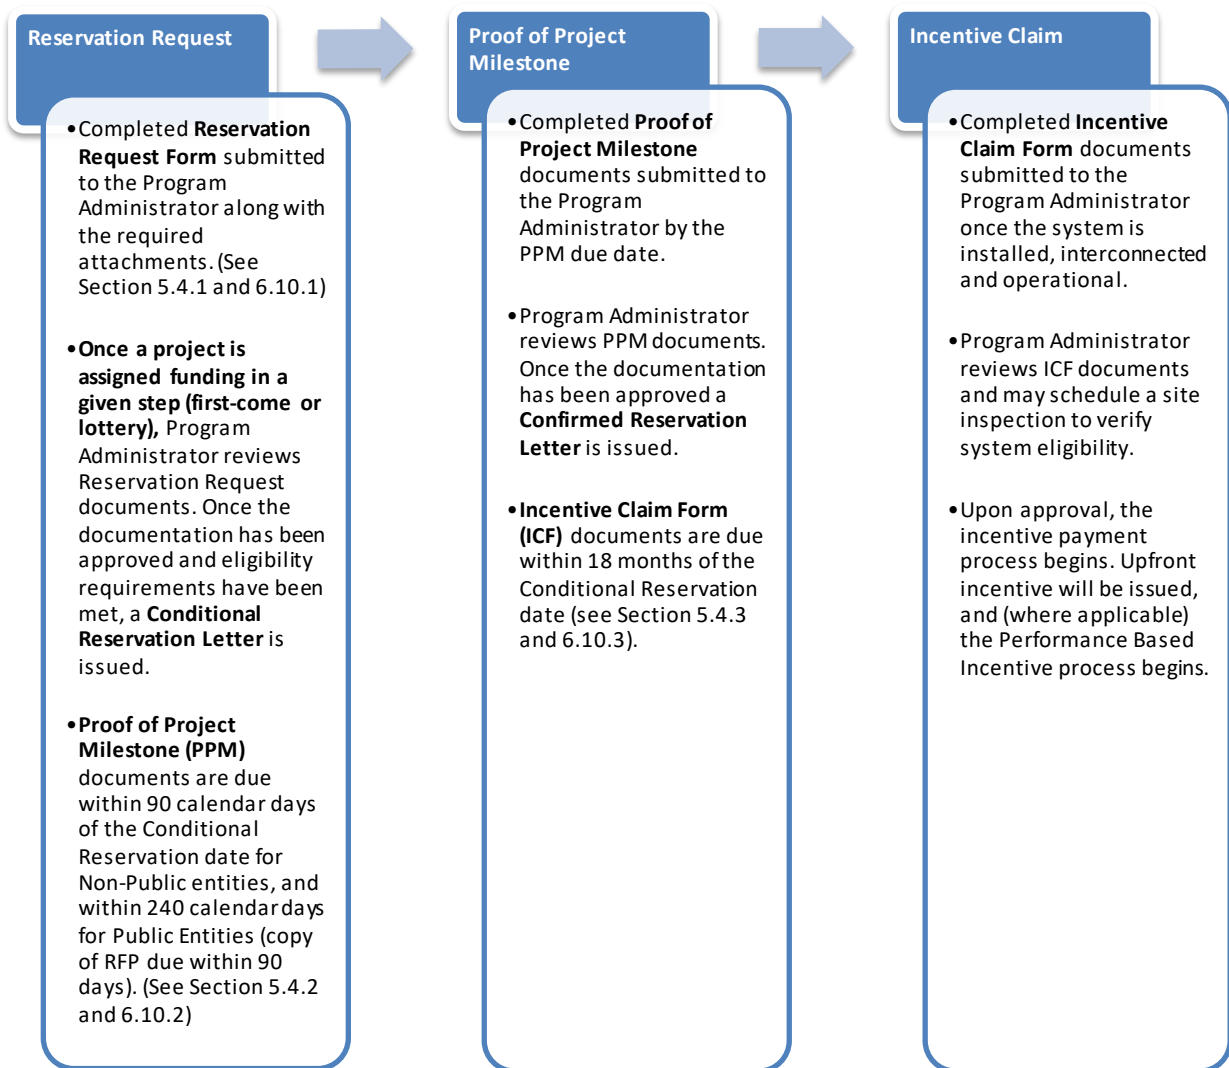 Reservation Request
•Completed Reservation
Request Form submitted
to the Program
Administrator along with
the required
attachments. (See
Section 5.4.1 and 6.10.1)
•Once a project is
assigned funding in a
given step (first-come or
lottery), Program
Administrator reviews
Reservation Request
documents. Once the
documentation has been
approved and eligibility
requirements have been
met, a Conditional
Reservation Letter is
issued.
•Proof of Project
Milestone (PPM)
documents are due
within 90 calendar days
of the Conditional
Reservation date for
Non-Public entities, and
within 240 calendar days
for Public Entities (copy
of RFP due within 90
days). (See Section 5.4.2
and 6.10.2)
Proof of Project
Milestone
•Completed Proof of
Project Milestone
documents submitted to
the Program
Administrator by the
PPM due date.
•Program Administrator
reviews PPM documents.
Once the documentation
has been approved a
Confirmed Reservation
Letter is issued.
•Incentive Claim Form
(ICF) documents are due
within 18 months of the
Conditional Reservation
date (see Section 5.4.3
and 6.10.3).
Incentive Claim
•Completed Incentive
Claim Form documents
submitted to the
Program Administrator
once the system is
installed, interconnected
and operational.
•Program Administrator
reviews ICF documents
and may schedule a site
inspection to verify
system eligibility.
•Upon approval, the
incentive payment
process begins. Upfront
incentive will be issued,
and (where applicable)
the Performance Based
Incentive process begins.